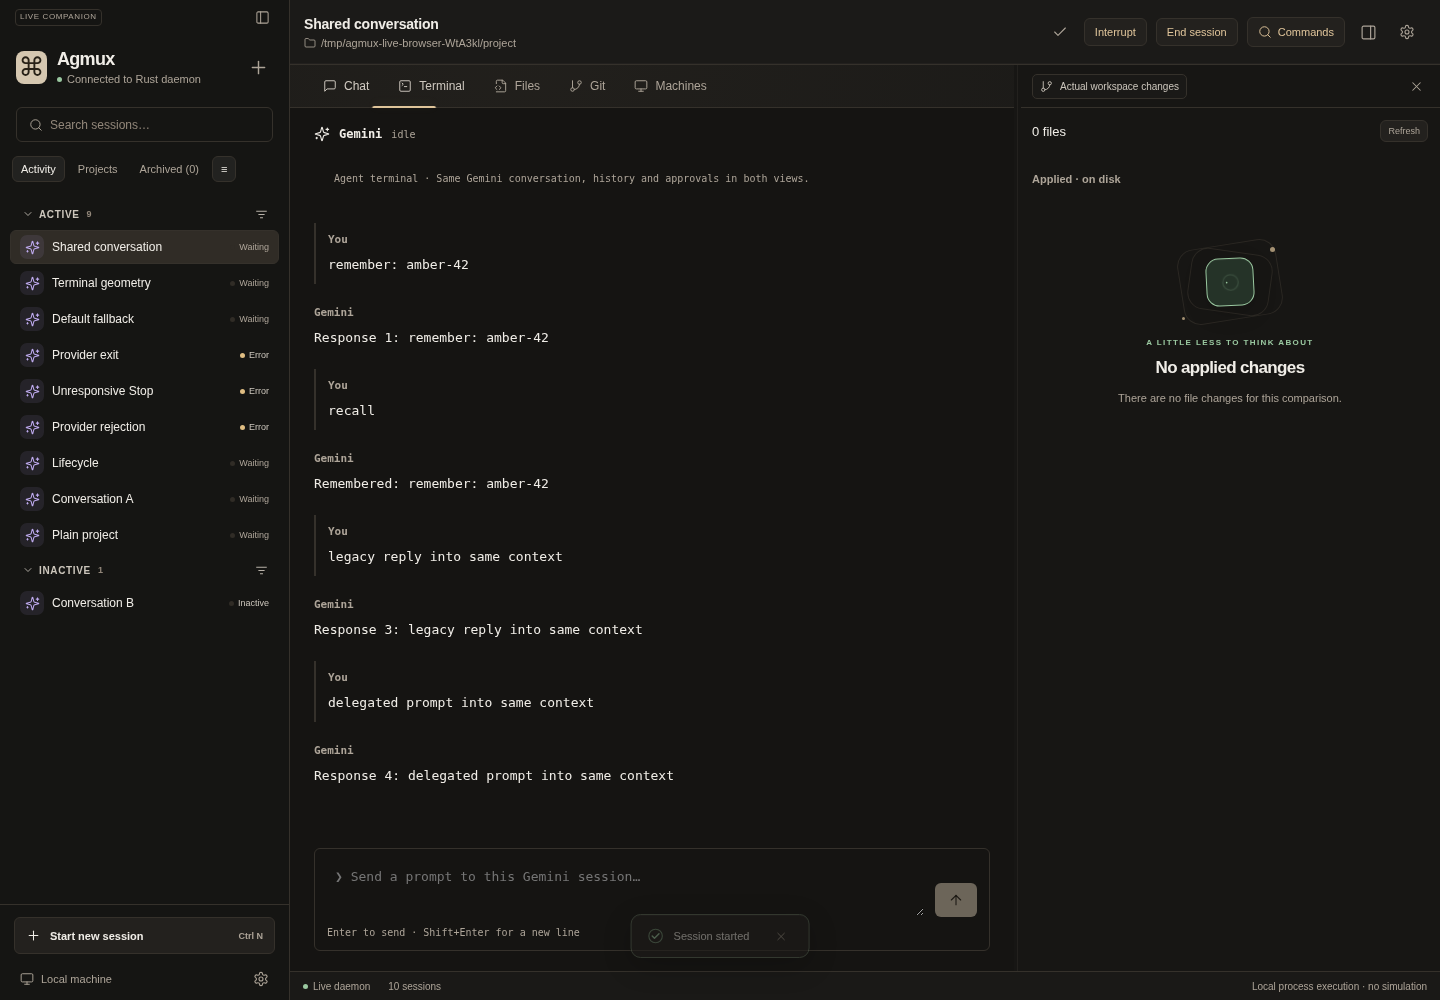 LIVE COMPANION
Agmux
Connected to Rust daemon
Search sessions…
Activity Projects Archived (0)
ACTIVE 9
Shared conversation Waiting
Terminal geometry Waiting
Default fallback Waiting
Provider exit Error
Unresponsive Stop Error
Provider rejection Error
Lifecycle Waiting
Conversation A Waiting
Plain project Waiting
INACTIVE 1
Conversation B Inactive
Start new session Ctrl N
Local machine
Shared conversation
/tmp/agmux-live-browser-WtA3kl/project
Interrupt End session Commands
Chat Terminal Files Git Machines
Gemini idle
Agent terminal · Same Gemini conversation, history and approvals in both views.
You
remember: amber-42
Gemini
Response 1: remember: amber-42
You
recall
Gemini
Remembered: remember: amber-42
You
legacy reply into same context
Gemini
Response 3: legacy reply into same context
You
delegated prompt into same context
Gemini
Response 4: delegated prompt into same context
❯ Send a prompt to this Gemini session…
Enter to send · Shift+Enter for a new line
Session started
Actual workspace changes
0 files Refresh
Applied · on disk
A LITTLE LESS TO THINK ABOUT
No applied changes
There are no file changes for this comparison.
Live daemon 10 sessions
Local process execution · no simulation